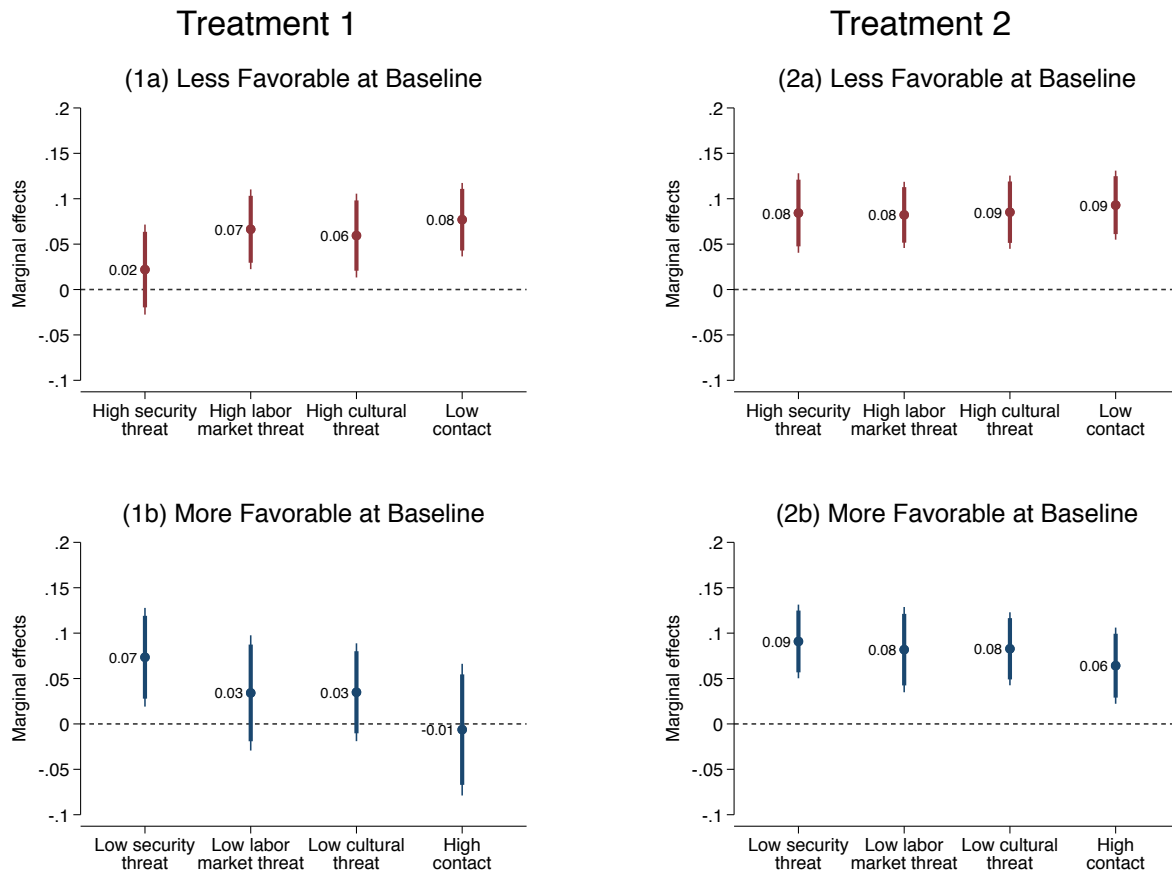 Treatment 1
Treatment 2
(1a) Less Favorable at Baseline
Marginal effects
.2
.15
.1
.05
0
-.05
-.1
0.02
0.07
0.06
0.08
High security
threat
High labor
market threat
High cultural
threat
Low
contact
(2a) Less Favorable at Baseline
Marginal effects
.2
.15
.1
.05
0
-.05
-.1
0.08
0.08
0.09
0.09
High security
threat
High labor
market threat
High cultural
threat
Low
contact
(1b) More Favorable at Baseline
Marginal effects
.2
.15
.1
.05
0
-.05
-.1
0.07
0.03
0.03
-0.01
Low security
threat
Low labor
market threat
Low cultural
threat
High
contact
(2b) More Favorable at Baseline
Marginal effects
.2
.15
.1
.05
0
-.05
-.1
0.09
0.08
0.08
0.06
Low security
threat
Low labor
market threat
Low cultural
threat
High
contact